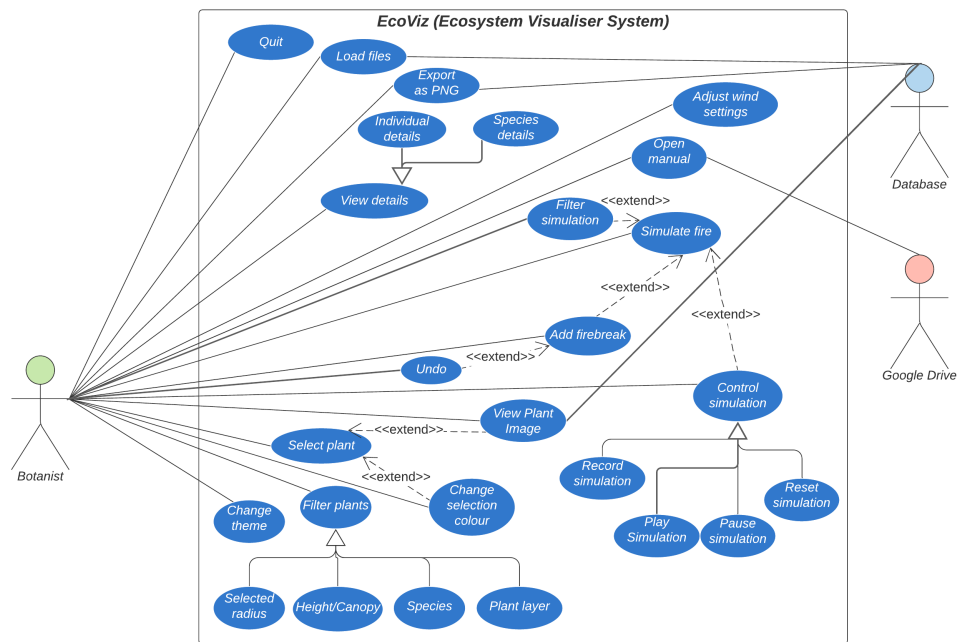 EcoViz (Ecosystem Visualiser System)
Quit
Load files
Export
as PNG
Adjust wind
settings
Individual
details
Species
details
Open
manual
Database
View details
<<extend>>
Filter
simulation
Simulate fire
<<extend>>
<<extend>>
Add firebreak
<<extend>>
Undo
Google Drive
Control
simulation
View Plant
Image
<<extend>>
Select plant
Botanist
<<extend>>
Record
simulation
Reset
simulation
Change
theme
Filter plants
Change
selection
colour
Play
Simulation
Pause
simulation
Selected
radius
Height/Canopy
Species
Plant layer